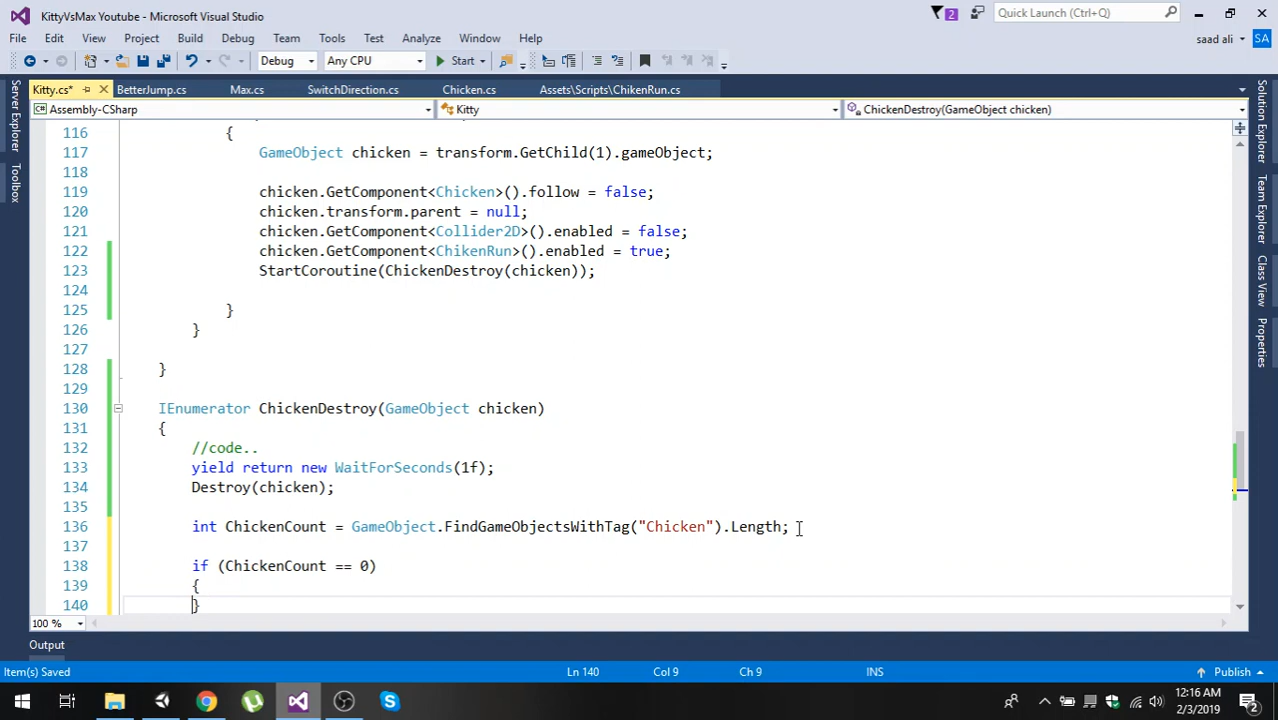 KittyVsMax Youtube - Microsoft Visual Studio
2
Quick Launch (Ctrl+Q)
File Edit View Project Build Debug Team Tools Test Analyze Window Help
saad ali
SA
Debug Any CPU Start
Kitty.cs* BetterJump.cs Max.cs SwitchDirection.cs Chicken.cs Assets\Scripts\ChikenRun.cs
Assembly-CSharp Kitty ChickenDestroy(GameObject chicken)
Server Explorer
Toolbox
Solution Explorer
Team Explorer
Class View
Properties
116 {
117 GameObject chicken = transform.GetChild(1).gameObject;
118
119 chicken.GetComponent<Chicken>().follow = false;
120 chicken.transform.parent = null;
121 chicken.GetComponent<Collider2D>().enabled = false;
122 chicken.GetComponent<ChikenRun>().enabled = true;
123 StartCoroutine(ChickenDestroy(chicken));
124
125 }
126 }
127
128 }
129
130 IEnumerator ChickenDestroy(GameObject chicken)
131 {
132 //code..
133 yield return new WaitForSeconds(1f);
134 Destroy(chicken);
135
136 int ChickenCount = GameObject.FindGameObjectsWithTag("Chicken").Length;
137
138 if (ChickenCount == 0)
139 {
140 }
100 %
Output
Item(s) Saved Ln 140 Col 9 Ch 9 INS Publish
12:16 AM
2/3/2019
2